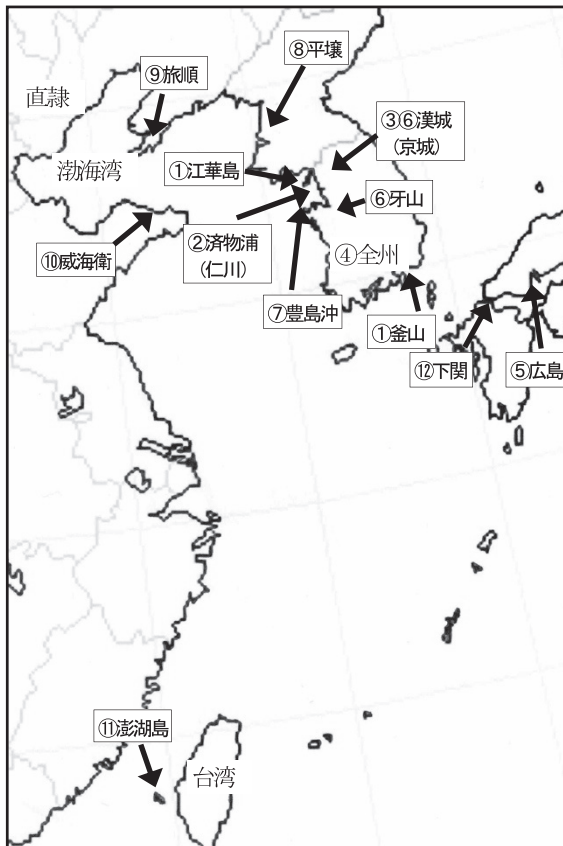 ⑧平壌
⑨旅順
直隷
③⑥漢城
(京城)
渤海湾
①江華島
⑥牙山
⑩威海衛
②済物浦
(仁川)
④全州
⑦豊島沖
①釜山
⑫下関
⑤広島
⑪澎湖島
台湾